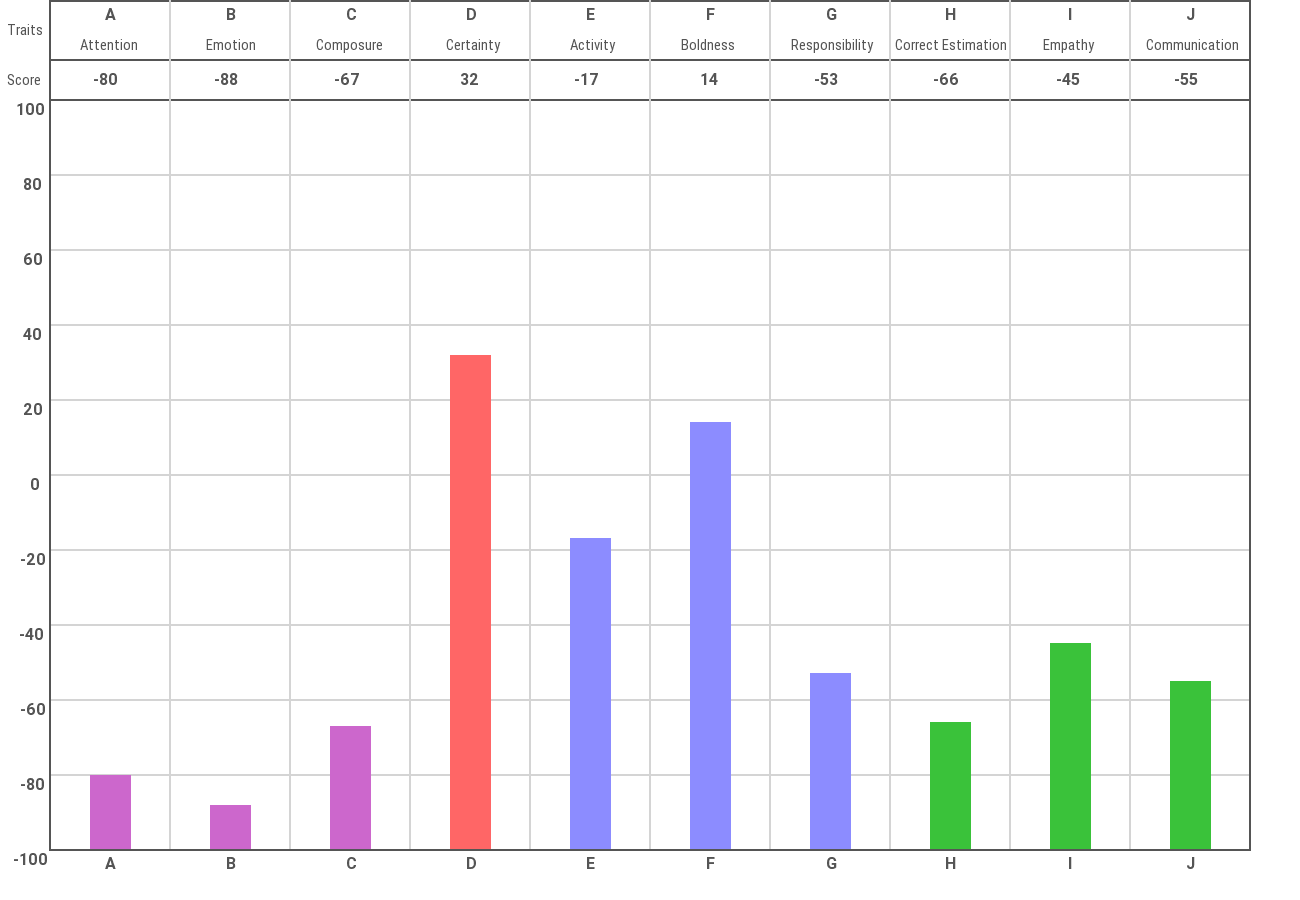 A B C D E F G H I J
Traits
Attention Emotion Composure Certainty Activity Boldness Responsibility Correct Estimation Empathy Communication
Score -80 -88 -67 32 -17 14 -53 -66 -45 -55
100
80
60
40
20
0
-20
-40
-60
-80
-100
A B C D E F G H I J